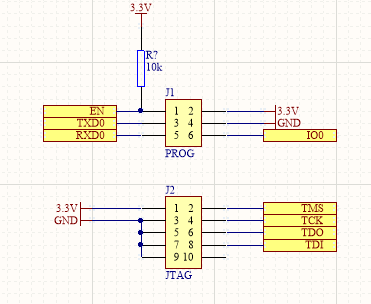 3.3V
R?
10k
J1
EN 1 2 3.3V
TXD0 3 4 GND
RXD0 5 6 IO0
PROG
J2
3.3V 1 2 TMS
GND 3 4 TCK
5 6 TDO
7 8 TDI
9 10
JTAG